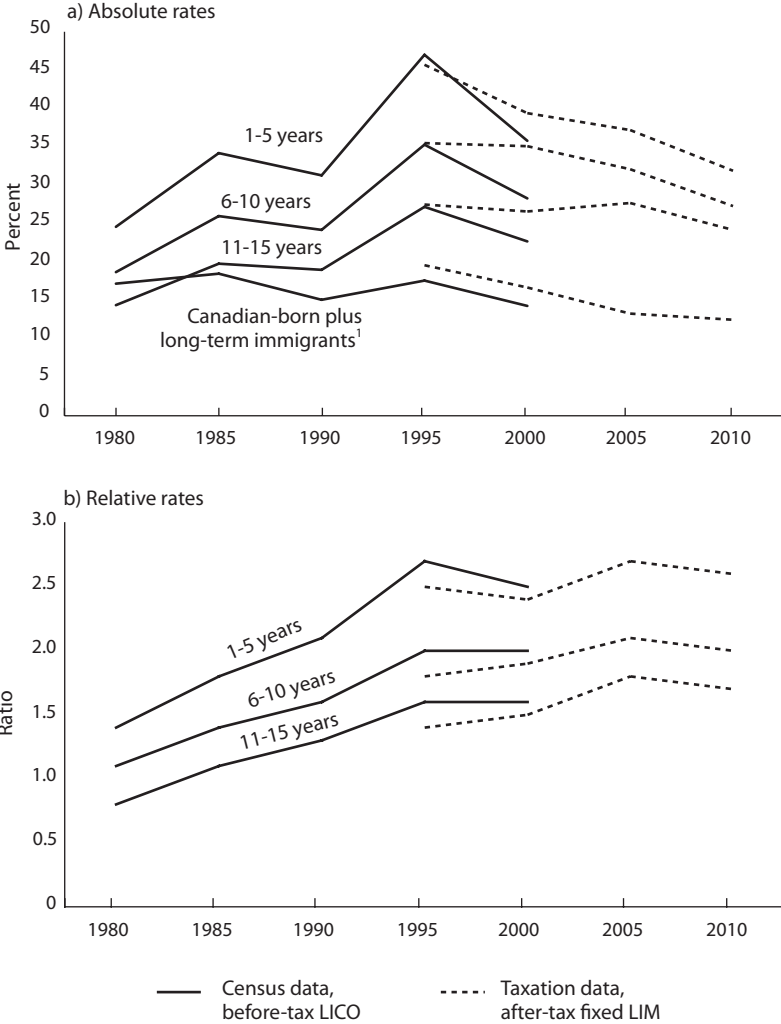 a) Absolute rates
50
45
40
35
30
25
20
15
10
5
0
Percent
1-5 years
6-10 years
11-15 years
Canadian-born plus
long-term immigrants¹
1980 1985 1990 1995 2000 2005 2010
b) Relative rates
3.0
2.5
2.0
1.5
1.0
0.5
0
Ratio
1-5 years
6-10 years
11-15 years
1980 1985 1990 1995 2000 2005 2010
Census data,
before-tax LICO
Taxation data,
after-tax fixed LIM